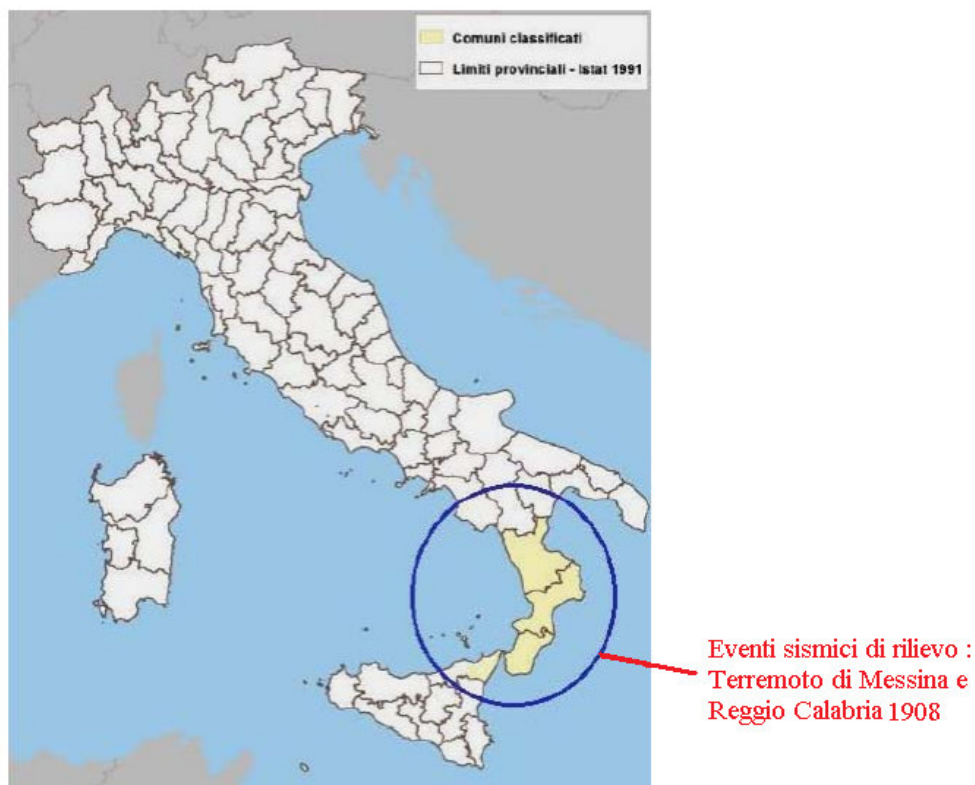 Comuni classificati
Limiti provinciali - Istat 1991
Eventi sismici di rilievo :
Terremoto di Messina e
Reggio Calabria 1908